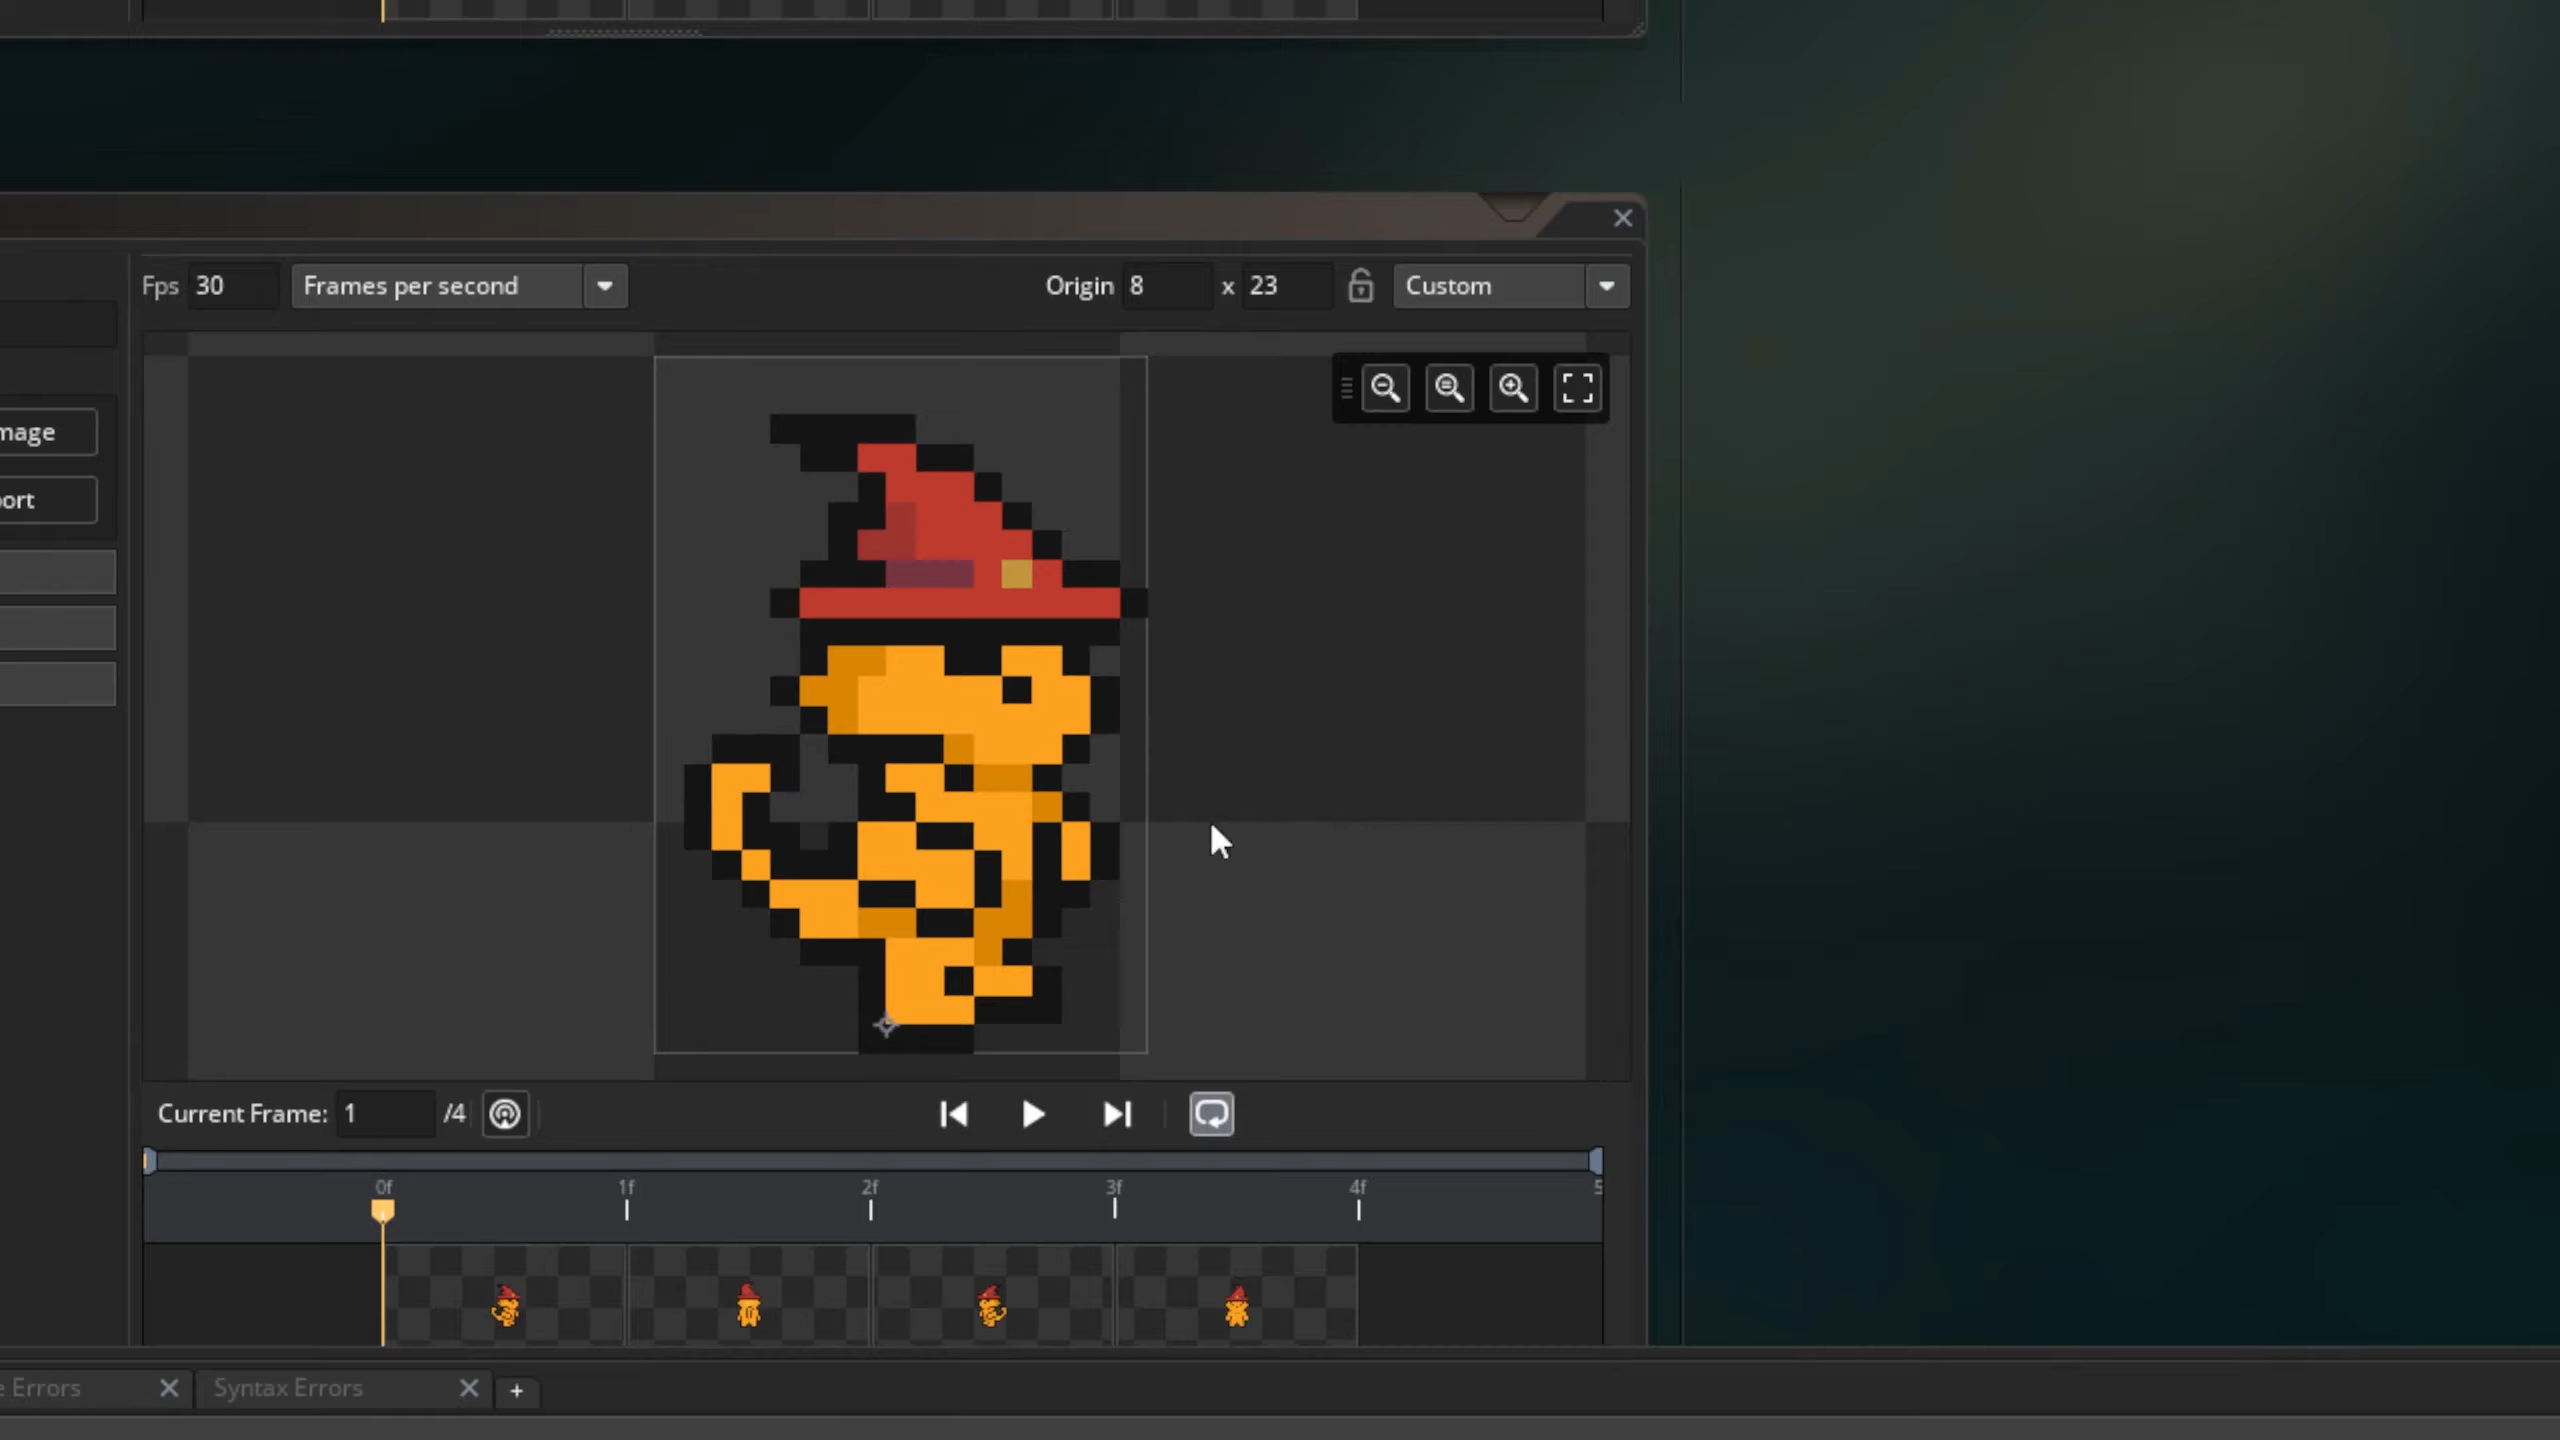 Fps 30 Frames per second Origin 8 x 23 Custom
mage
ort
Current Frame: 1 /4
0f 1f 2f 3f 4f 5
e Errors Syntax Errors +